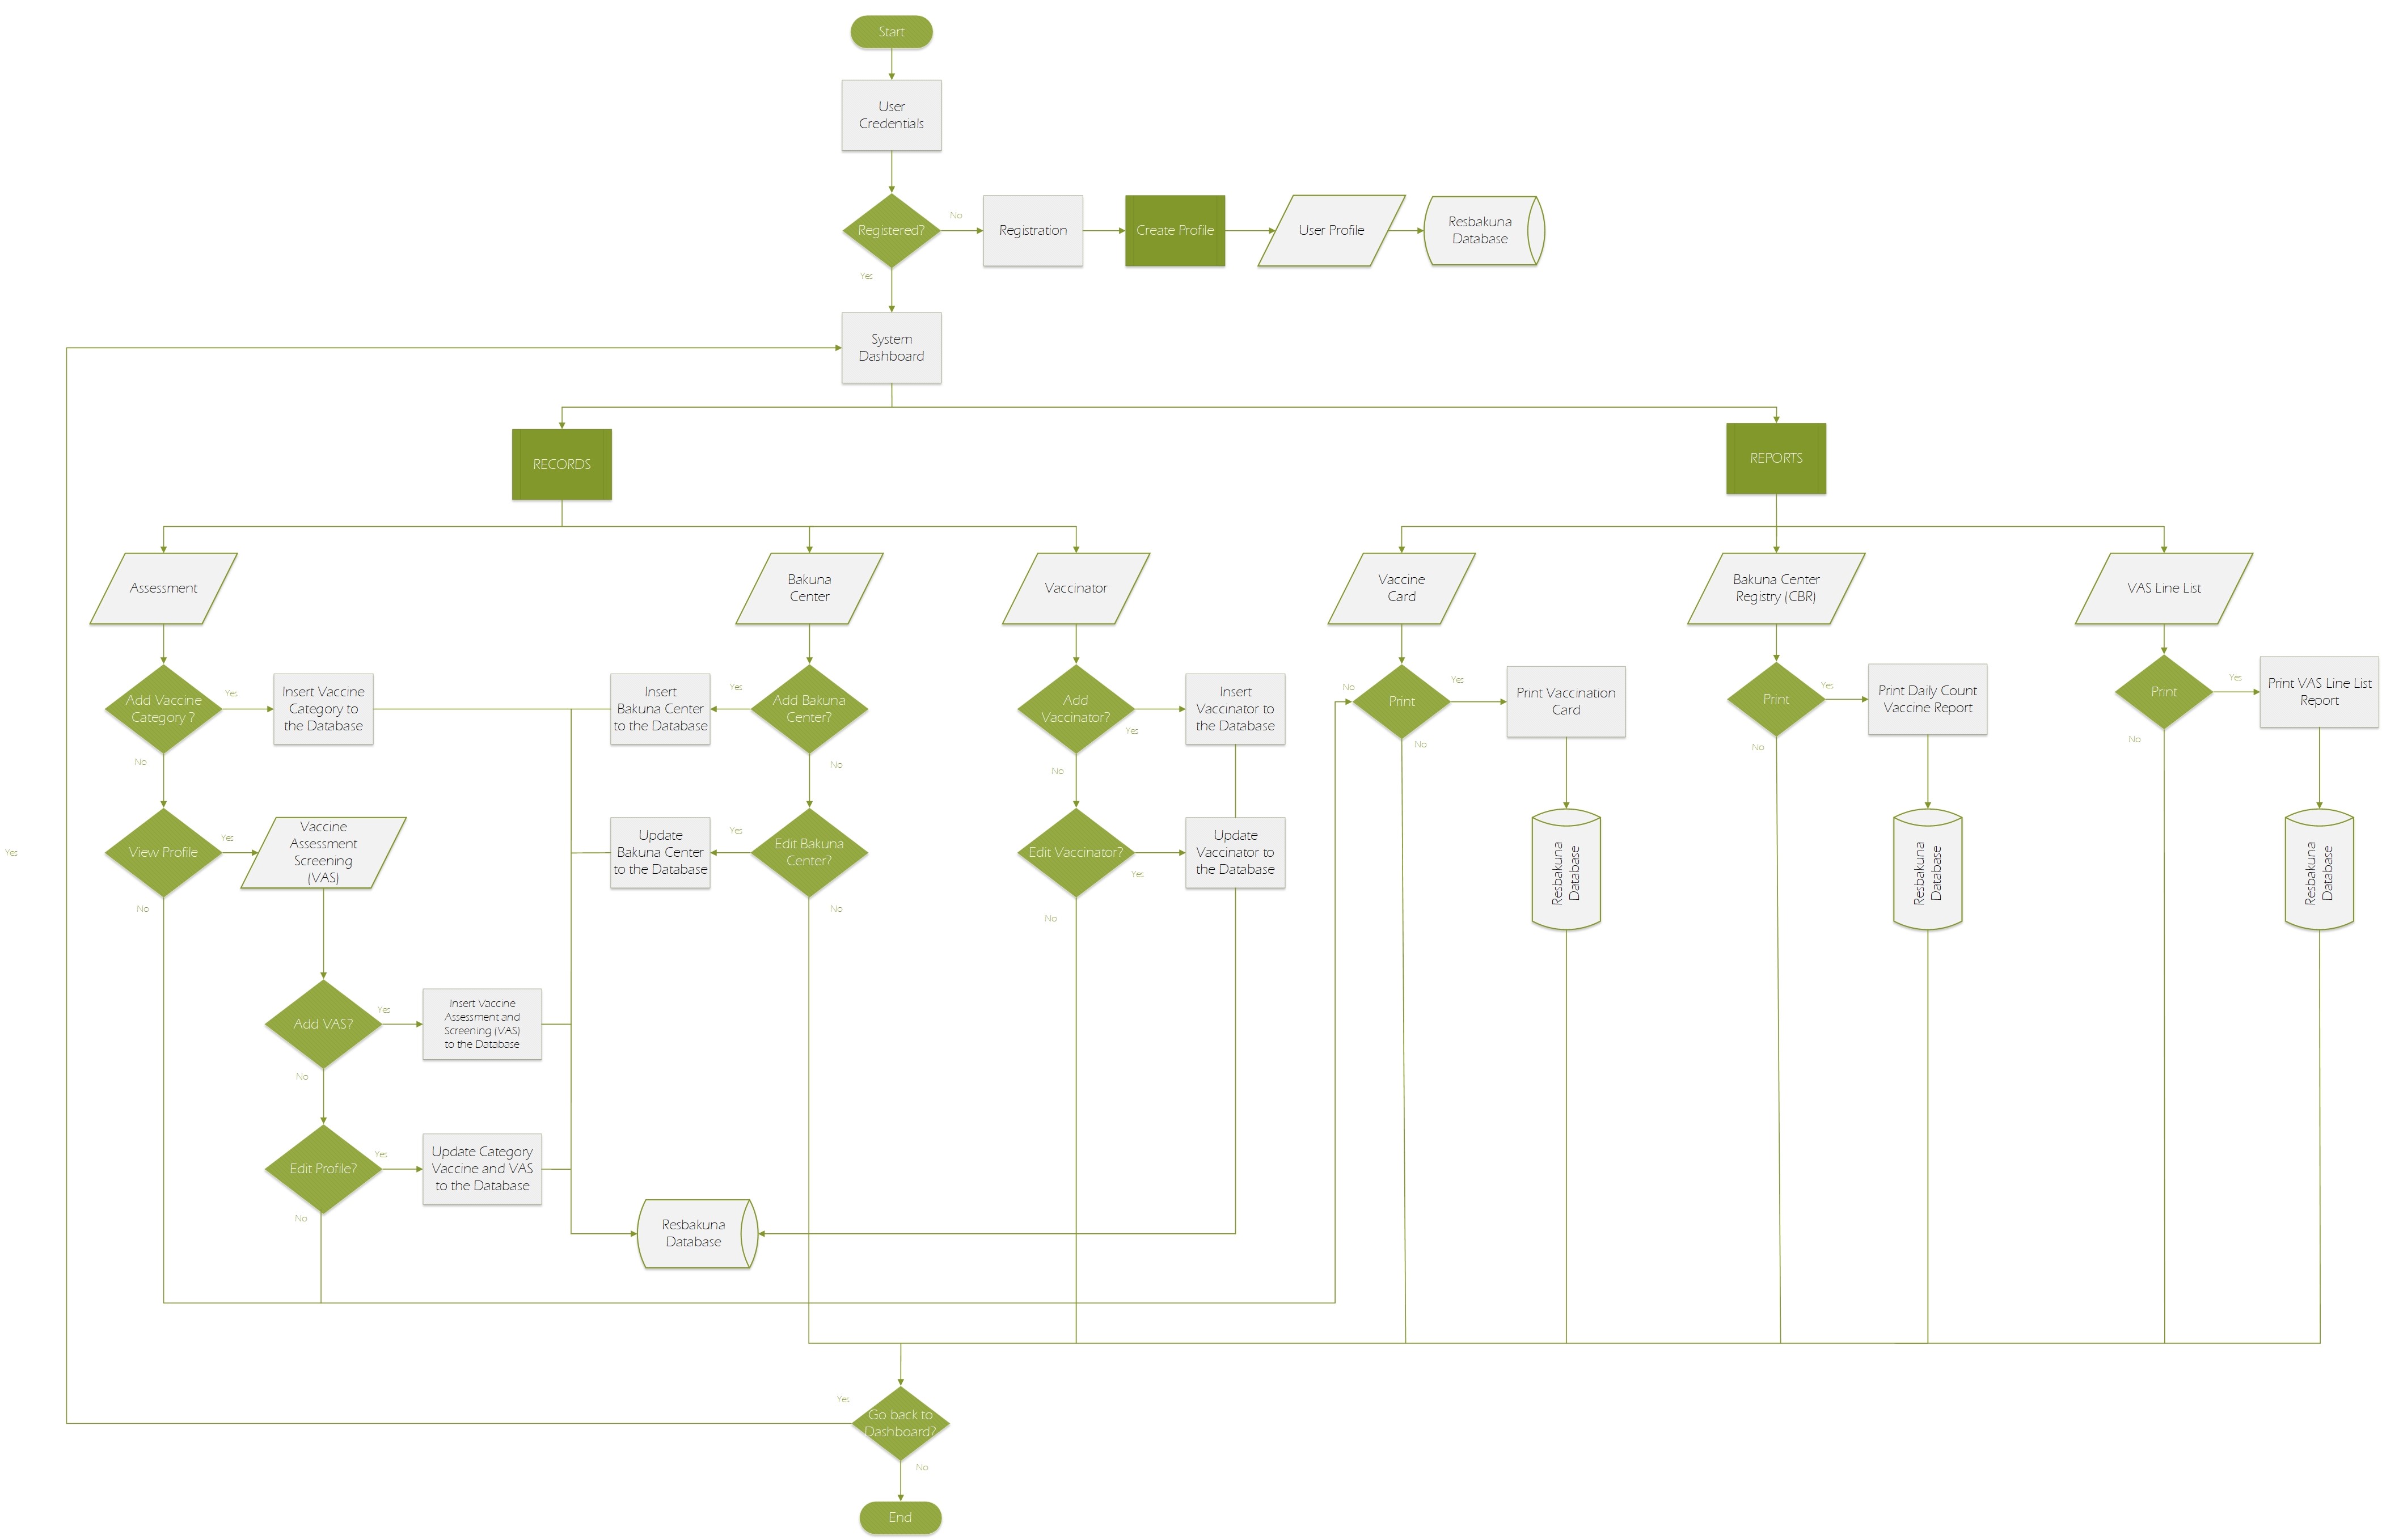 Start
User
Credentials
Registered?
No
Registration
Create Profile
User Profile
Resbakuna
Database
Yes
System
Dashboard
RECORDS
REPORTS
Assessment
Bakuna
Center
Vaccinator
Vaccine
Card
Bakuna Center
Registry (CBR)
VAS Line List
Add Vaccine
Category ?
Yes
Insert Vaccine
Category to
the Database
Insert
Bakuna Center
to the Database
Yes
Add Bakuna
Center?
Add
Vaccinator?
Yes
Insert
Vaccinator to
the Database
No
Print
Yes
Print Vaccination
Card
No
Print
Yes
Print Daily Count
Vaccine Report
No
Print
Yes
Print VAS Line List
Report
No
No
No
No
Yes
View Profile
Yes
Vaccine
Assessment
Screening
(VAS)
Update
Bakuna Center
to the Database
Yes
Edit Bakuna
Center?
Edit Vaccinator?
Yes
Update
Vaccinator to
the Database
Resbakuna
Database
Resbakuna
Database
Resbakuna
Database
No
No
No
Add VAS?
Yes
Insert Vaccine
Assessment and
Screening (VAS)
to the Database
No
Edit Profile?
Yes
Update Category
Vaccine and VAS
to the Database
No
Resbakuna
Database
Yes
Go back to
Dashboard?
No
End